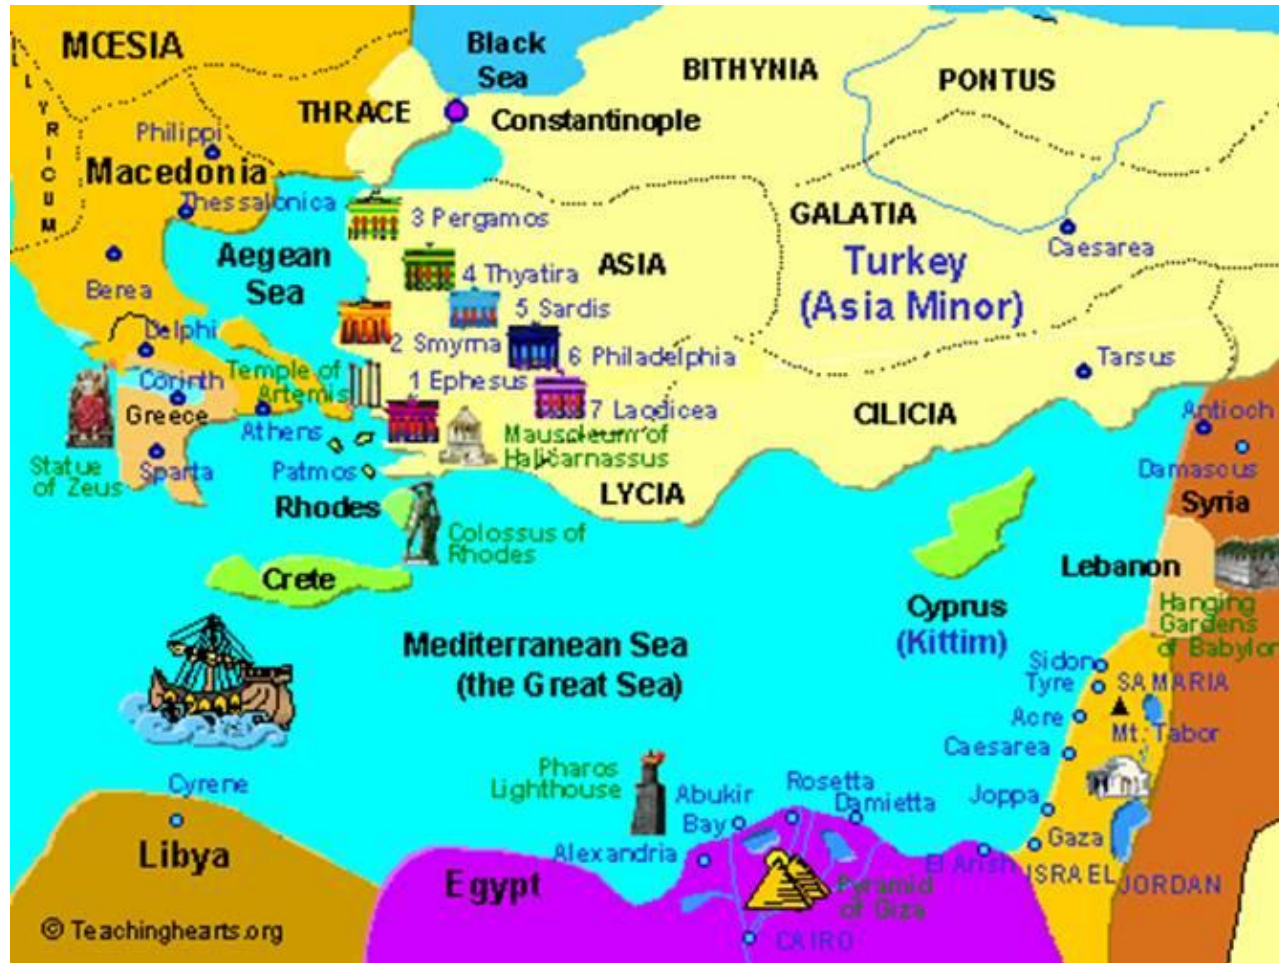 MŒSIA
Black
Sea
BITHYNIA
PONTUS
ILLYRICUM
THRACE
Constantinople
Philippi
Macedonia
Thessalonica
3 Pergamos
GALATIA
Caesarea
Aegean
Sea
4 Thyatira
ASIA
Turkey
(Asia Minor)
Berea
5 Sardis
Delphi
2 Smyrna
6 Philadelphia
Tarsus
Corinth
Temple of
Artemis
1 Ephesus
7 Laodicea
CILICIA
Antioch
Greece
Athens
Mausoleum of
Halicarnassus
Damascus
Statue
of Zeus
Sparta
Patmos
LYCIA
Syria
Rhodes
Colossus of
Rhodes
Lebanon
Crete
Cyprus
(Kittim)
Hanging
Gardens
of Babylon
Mediterranean Sea
(the Great Sea)
Sidon
Tyre
SAMARIA
Acre
Mt. Tabor
Caesarea
Pharos
Lighthouse
Cyrene
Abukir
Bay
Rosetta
Damietta
Joppa
Gaza
Libya
Alexandria
El Arish
ISRAEL
JORDAN
Egypt
Pyramid
of Giza
CAIRO
© Teachinghearts.org